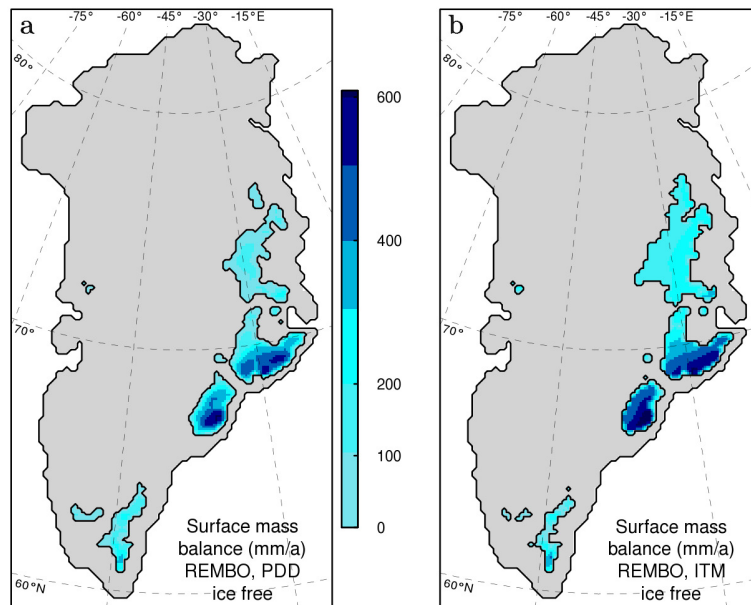 a
-75° -60° -45° -30° -15°E
80°
70°
60°N
Surface mass
balance (mm/a)
REMBO, PDD
ice free
600
400
200
100
0
b
-75° -60° -45° -30° -15°E
80°
70°
60°N
Surface mass
balance (mm/a)
REMBO, ITM
ice free